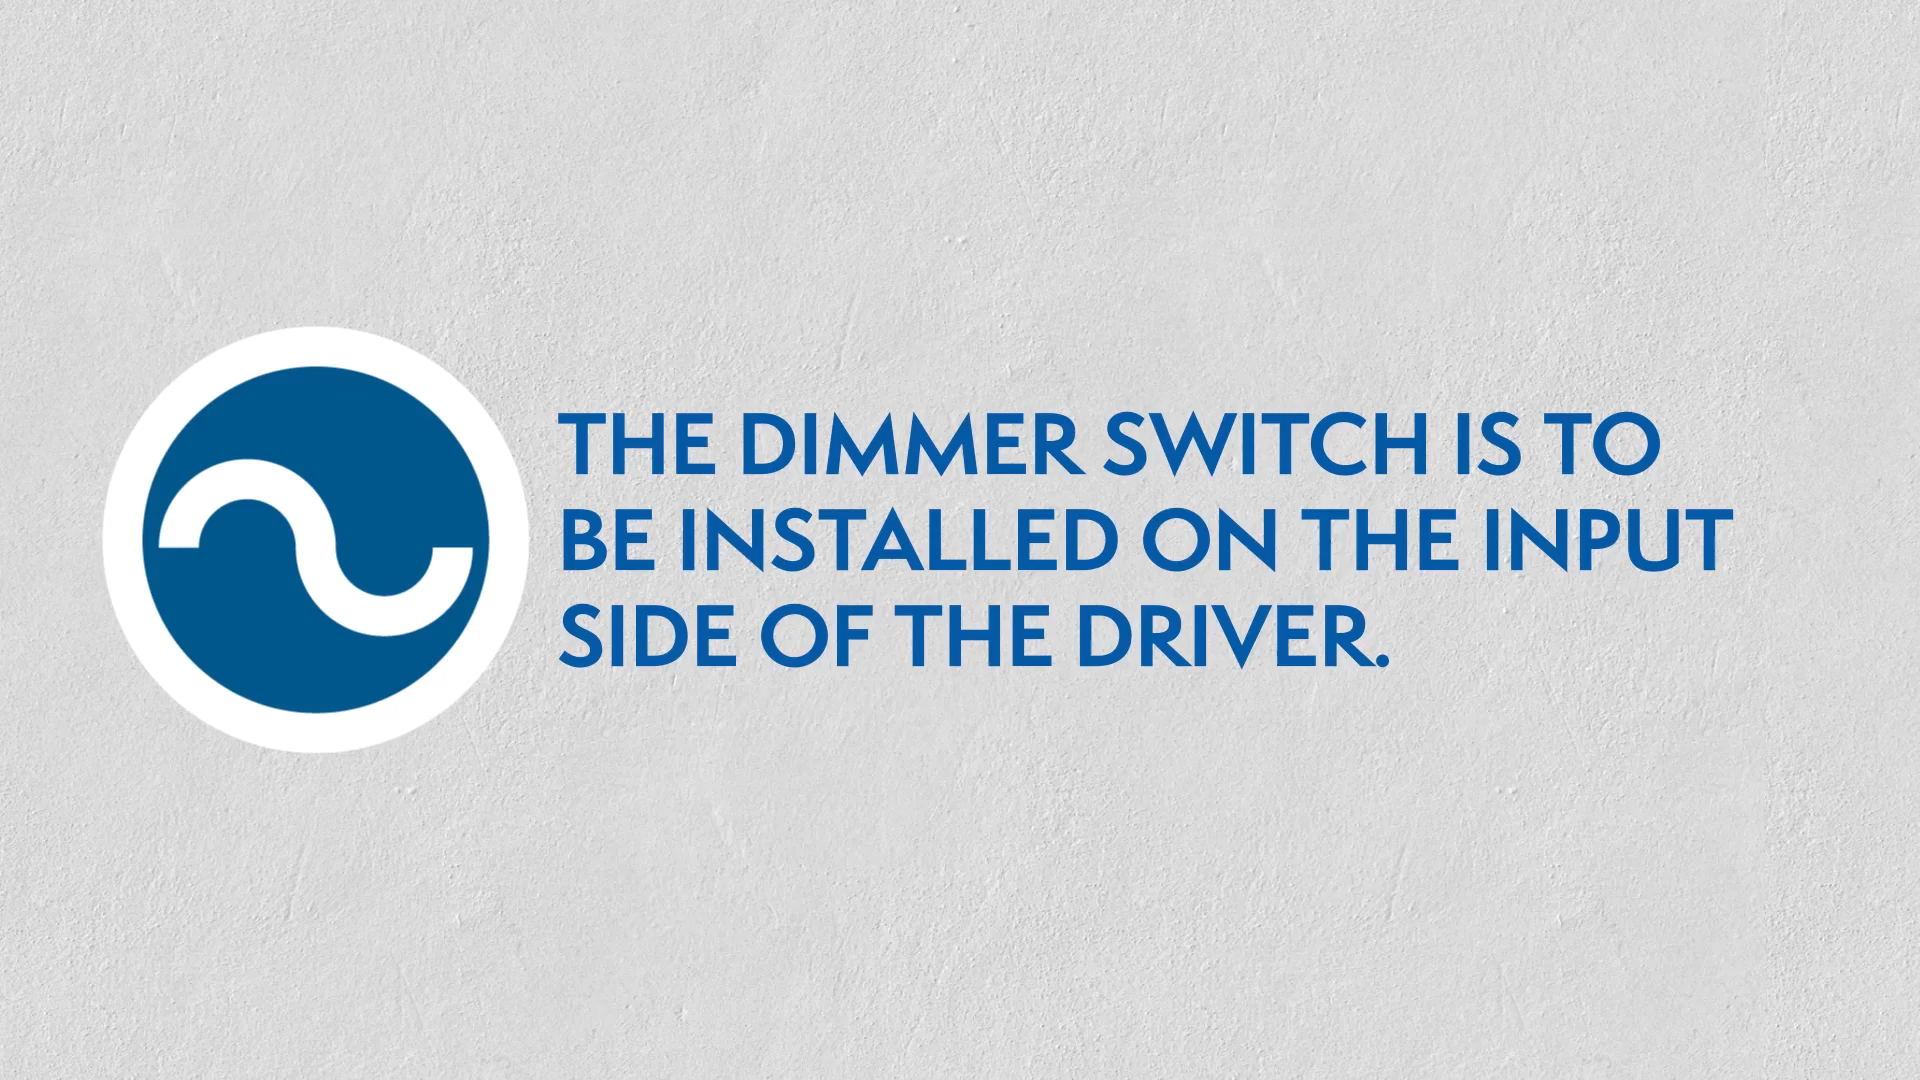 THE DIMMER SWITCH IS TO
BE INSTALLED ON THE INPUT
SIDE OF THE DRIVER.